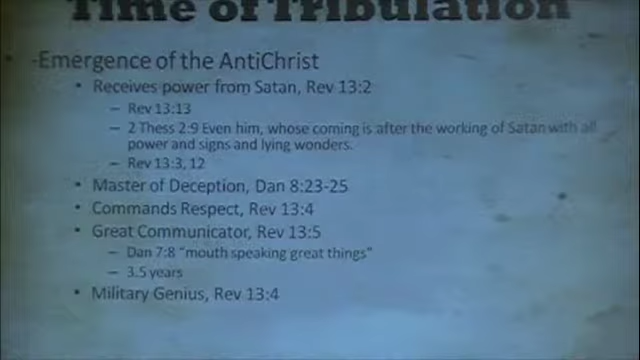 Time of Tribulation
• -Emergence of the AntiChrist
• Receives power from Satan, Rev 13:2
– Rev 13:13
– 2 Thess 2:9 Even him, whose coming is after the working of Satan with all
power and signs and lying wonders.
– Rev 13:3, 12
• Master of Deception, Dan 8:23-25
• Commands Respect, Rev 13:4
• Great Communicator, Rev 13:5
– Dan 7:8 "mouth speaking great things"
– 3.5 years
• Military Genius, Rev 13:4